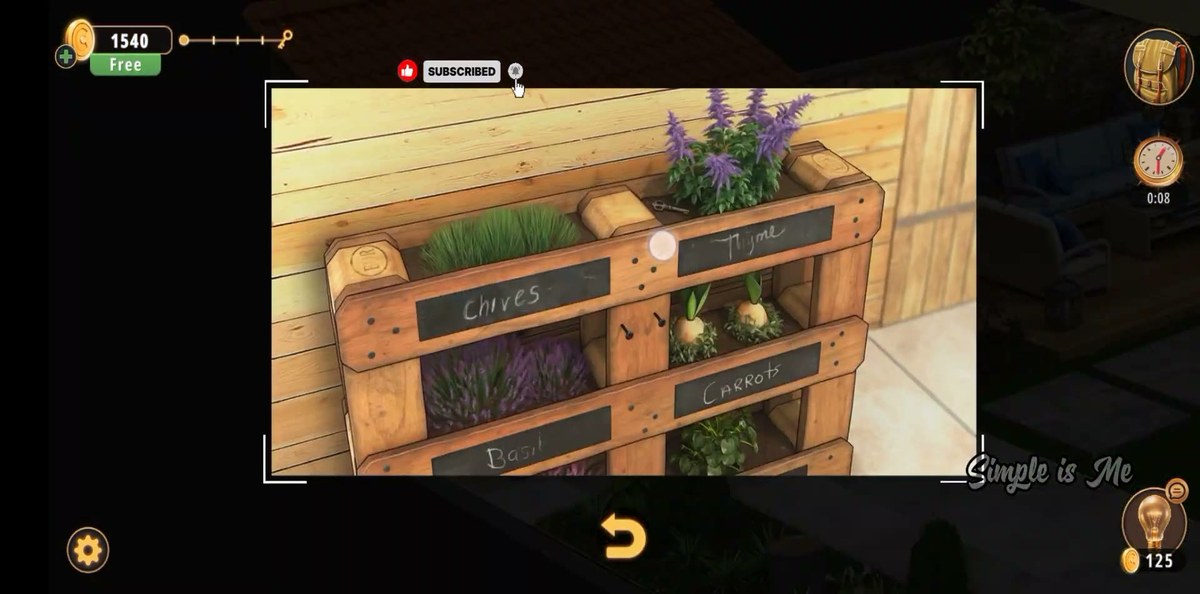 1540
Free
SUBSCRIBED
0:08
Thyme
Chives
CARROTS
Basil
Simple is Me
125